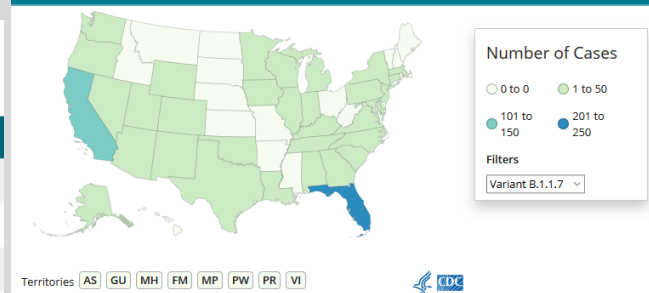 Number of Cases
0 to 0
1 to 50
101 to
150
201 to
250
Filters
Variant B.1.1.7
Territories AS GU MH FM MP PW PR VI
CDC